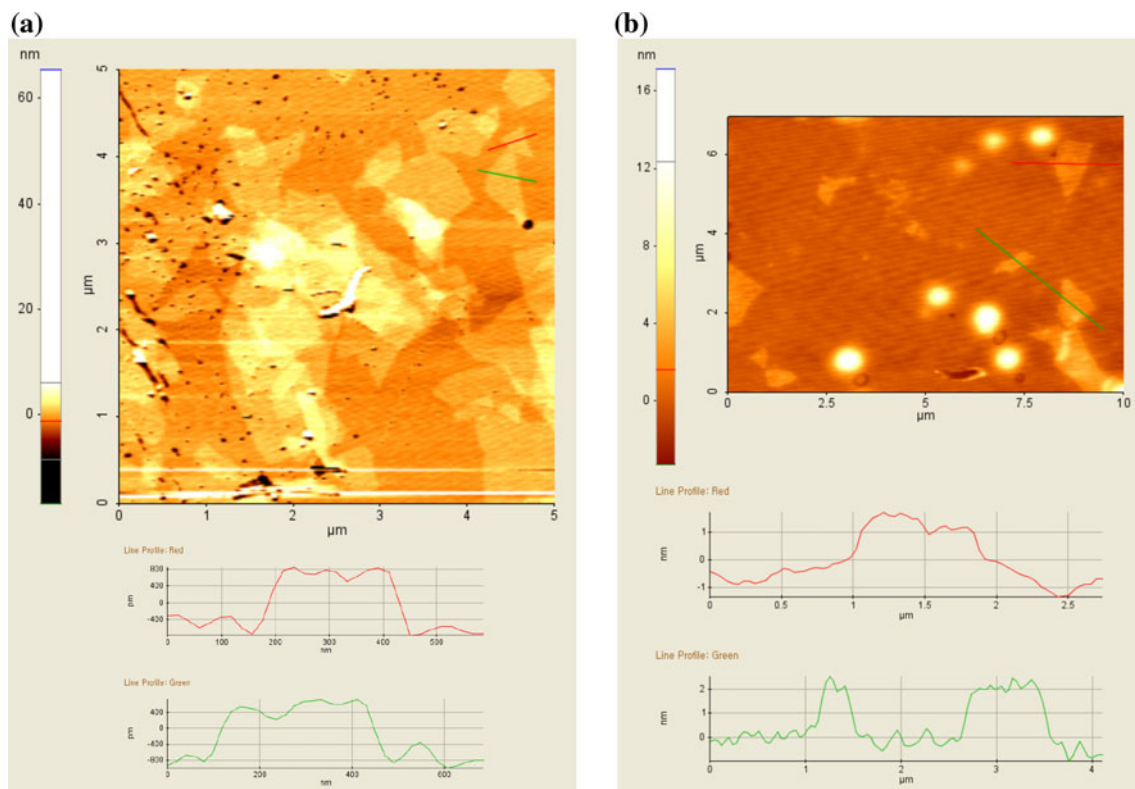 (a)
nm
60
40
20
0
5
4
3
2
1
0
µm
0 1 2 3 4 5
µm
Line Profile: Red
pm
800
400
0
-400
0 100 200 300 400 500
nm
Line Profile: Green
pm
400
0
-400
-800
0 200 400 600
nm
(b)
nm
16
12
8
4
0
6
4
2
0
µm
0 2.5 5 7.5 10
µm
Line Profile: Red
nm
1
0
-1
0 0.5 1 1.5 2 2.5
µm
Line Profile: Green
nm
2
1
0
0 1 2 3 4
µm